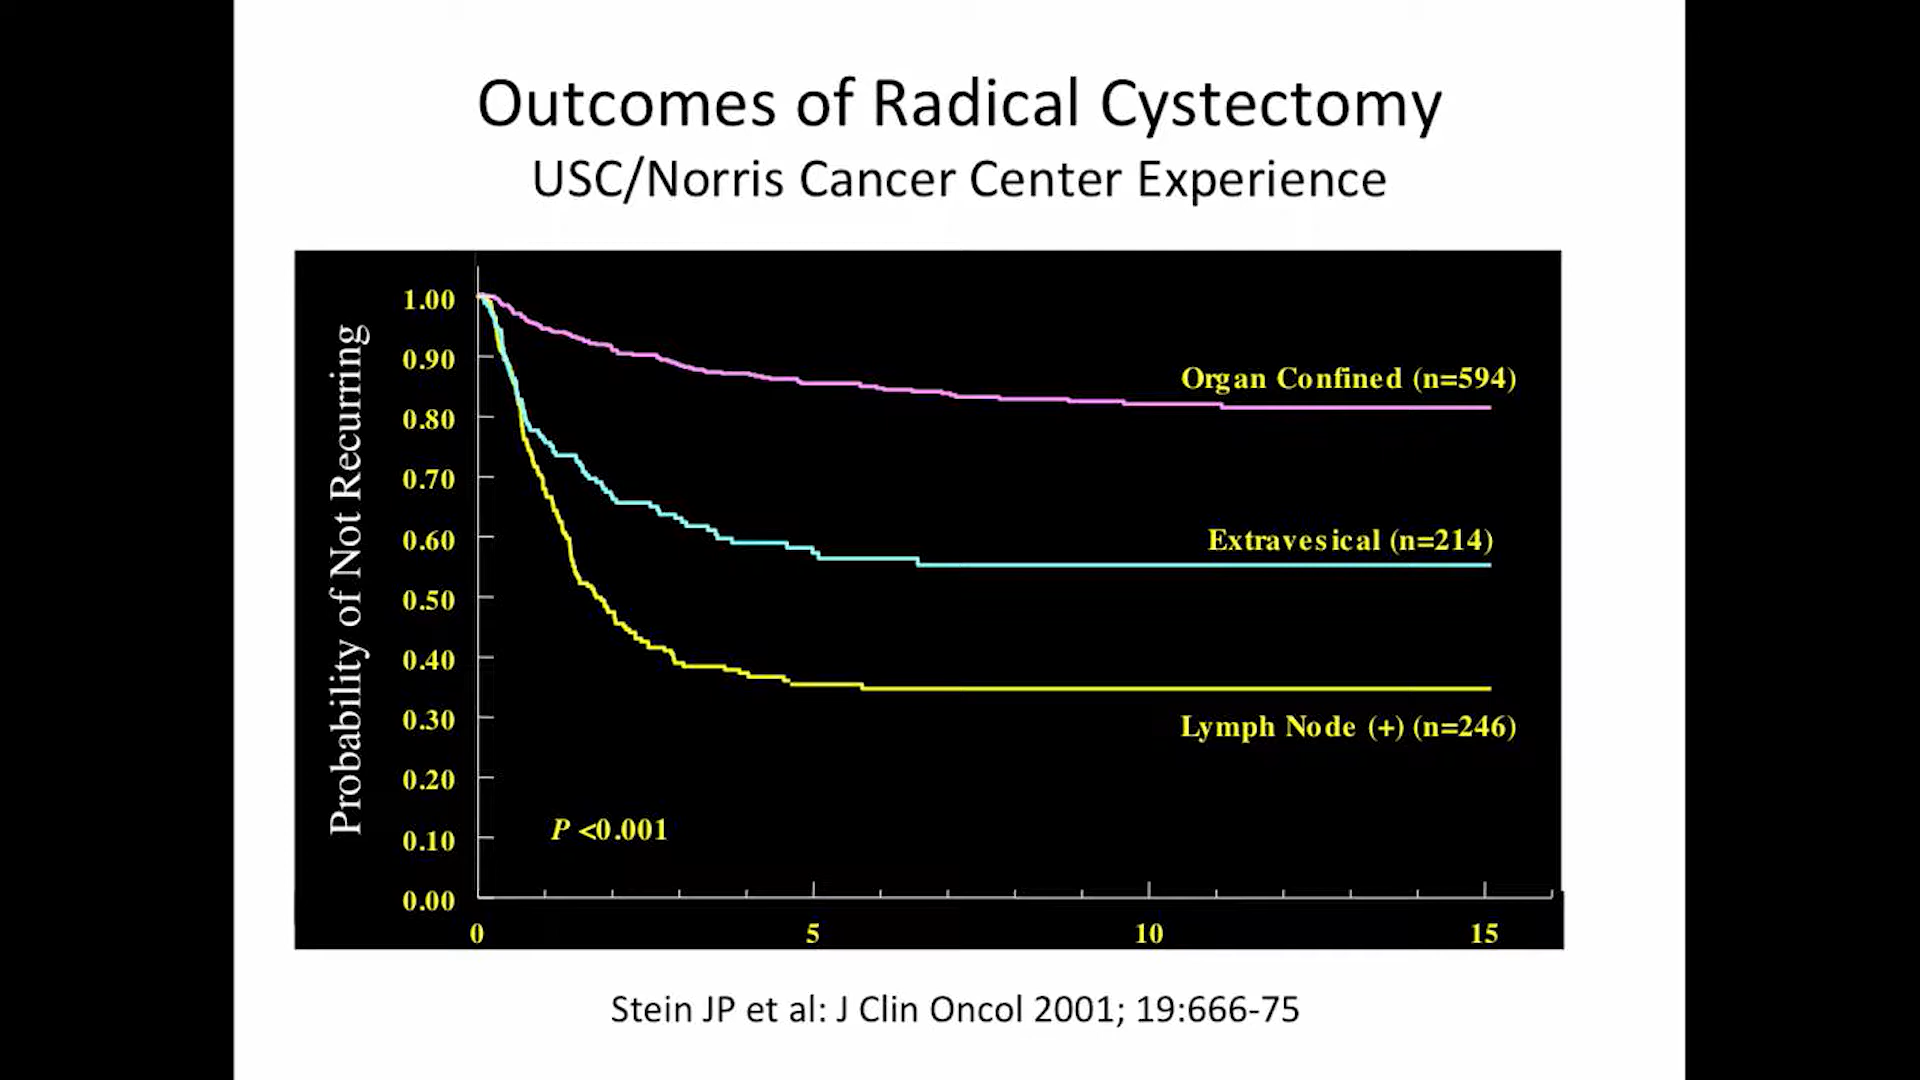 Outcomes of Radical Cystectomy
USC/Norris Cancer Center Experience
Probability of Not Recurring
1.00
0.90
0.80
0.70
0.60
0.50
0.40
0.30
0.20
0.10
0.00
Organ Confined (n=594)
Extravesical (n=214)
Lymph Node (+) (n=246)
P <0.001
0 5 10 15
Stein JP et al: J Clin Oncol 2001; 19:666-75